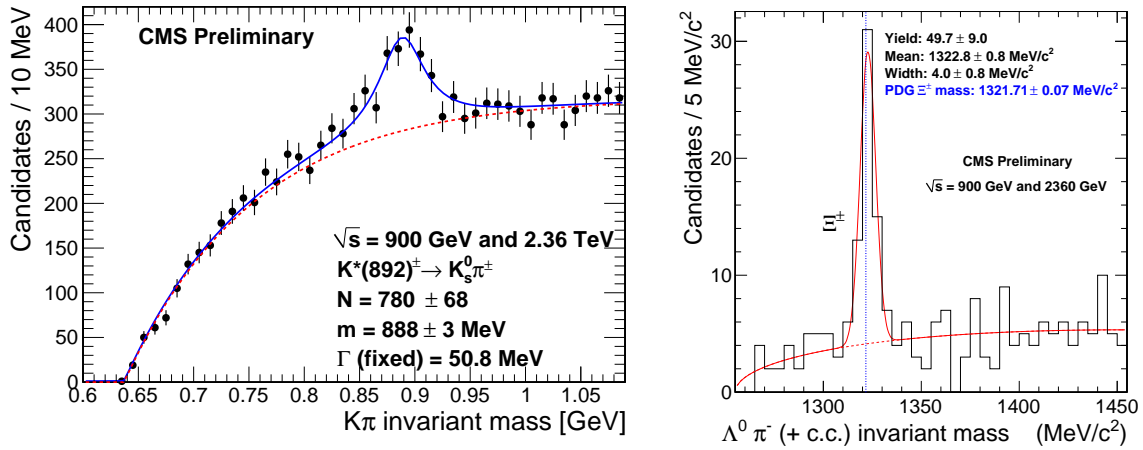 CMS Preliminary
Candidates / 10 MeV
400
350
300
250
200
150
100
50
0
√s = 900 GeV and 2.36 TeV
K*(892)± → K⁰ₛπ±
N = 780 ± 68
m = 888 ± 3 MeV
Γ (fixed) = 50.8 MeV
0.6 0.65 0.7 0.75 0.8 0.85 0.9 0.95 1 1.05
Kπ invariant mass [GeV]
Candidates / 5 MeV/c²
30
20
10
0
Yield: 49.7 ± 9.0
Mean: 1322.8 ± 0.8 MeV/c²
Width: 4.0 ± 0.8 MeV/c²
PDG Ξ± mass: 1321.71 ± 0.07 MeV/c²
CMS Preliminary
√s = 900 GeV and 2360 GeV
Ξ±
1300 1350 1400 1450
Λ⁰ π⁻ (+ c.c.) invariant mass (MeV/c²)